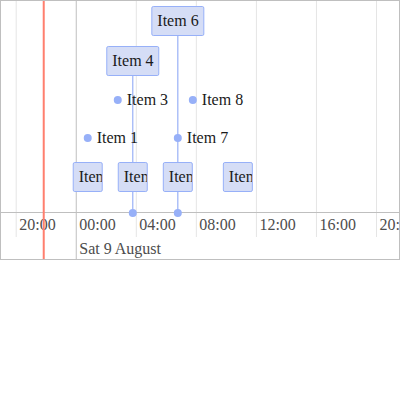 Item 6
Item 4
Item 3
Item 8
Item 1
Item 7
Iten Iten Iten Iten
20:00 00:00 04:00 08:00 12:00 16:00 20:
Sat 9 August